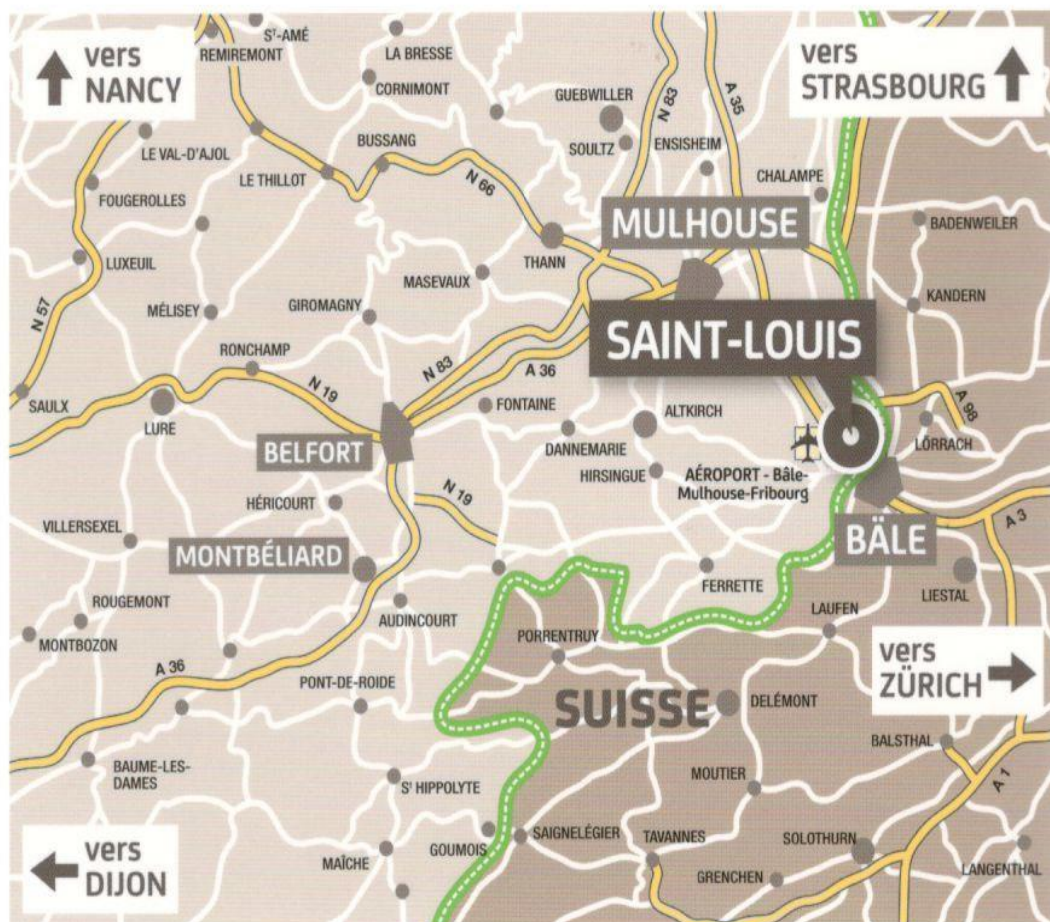 vers
NANCY
Sᵗ-AMÉ
REMIREMONT
LA BRESSE
CORNIMONT
vers
STRASBOURG
GUEBWILLER
N 83
A 35
LE VAL-D'AJOL
BUSSANG
SOULTZ
ENSISHEIM
LE THILLOT
N 66
CHALAMPE
FOUGEROLLES
MULHOUSE
BADENWEILER
LUXEUIL
THANN
MASEVAUX
N 57
MÉLISEY
GIROMAGNY
KANDERN
SAINT-LOUIS
RONCHAMP
N 83
A 36
N 19
SAULX
LURE
FONTAINE
ALTKIRCH
A 98
DANNEMARIE
LÖRRACH
BELFORT
HIRSINGUE
AÉROPORT - Bâle-
Mulhouse-Fribourg
HÉRICOURT
N 19
A 3
VILLERSEXEL
BÄLE
MONTBÉLIARD
FERRETTE
LIESTAL
ROUGEMONT
AUDINCOURT
LAUFEN
MONTBOZON
PORRENTRUY
A 36
vers
ZÜRICH
PONT-DE-ROIDE
SUISSE
DELÉMONT
BALSTHAL
BAUME-LES-
DAMES
Sᵗ HIPPOLYTE
MOUTIER
A 1
GOUMOIS
SAIGNELÉGIER
TAVANNES
SOLOTHURN
vers
DIJON
MAÎCHE
GRENCHEN
LANGENTHAL